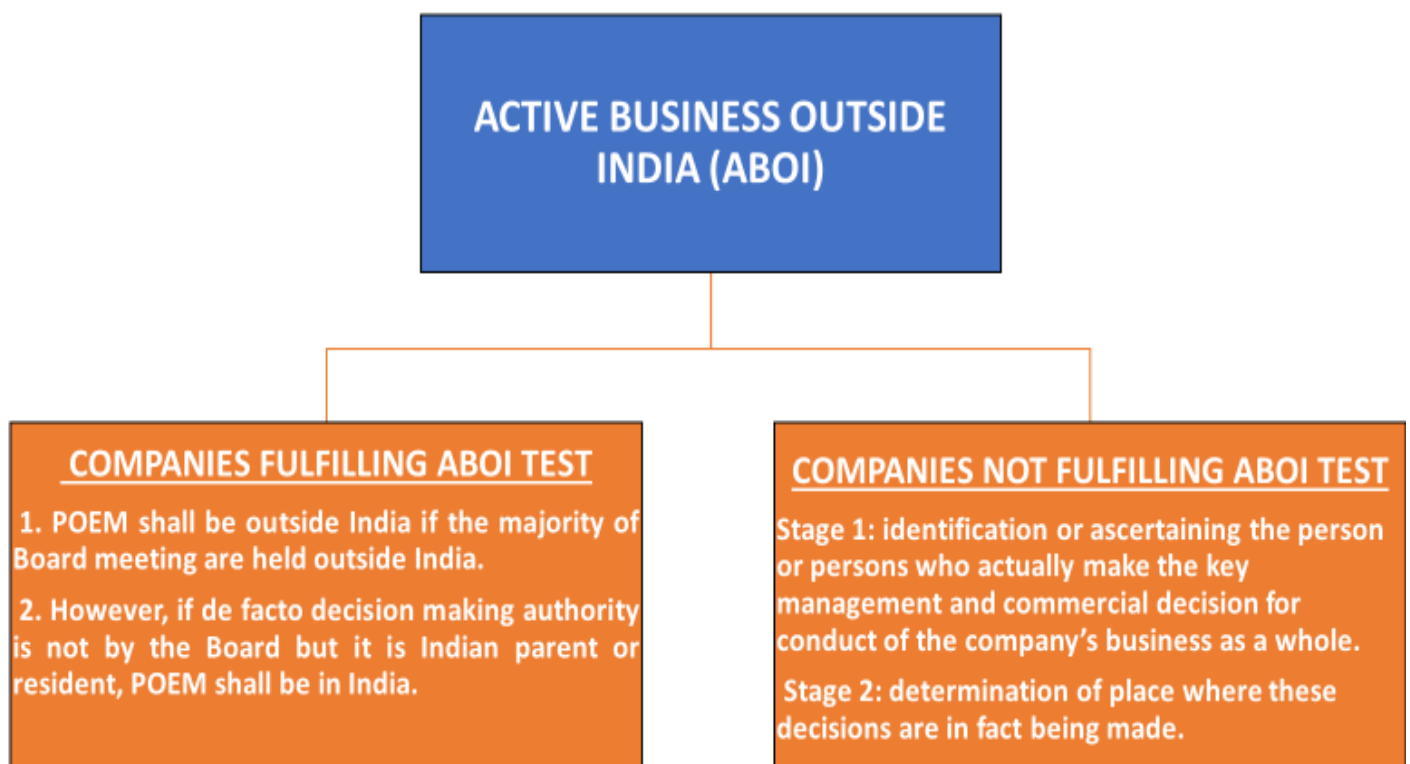 ACTIVE BUSINESS OUTSIDE
INDIA (ABOI)
COMPANIES FULFILLING ABOI TEST
1. POEM shall be outside India if the majority of
Board meeting are held outside India.
2. However, if de facto decision making authority
is not by the Board but it is Indian parent or
resident, POEM shall be in India.
COMPANIES NOT FULFILLING ABOI TEST
Stage 1: identification or ascertaining the person
or persons who actually make the key
management and commercial decision for
conduct of the company’s business as a whole.
Stage 2: determination of place where these
decisions are in fact being made.